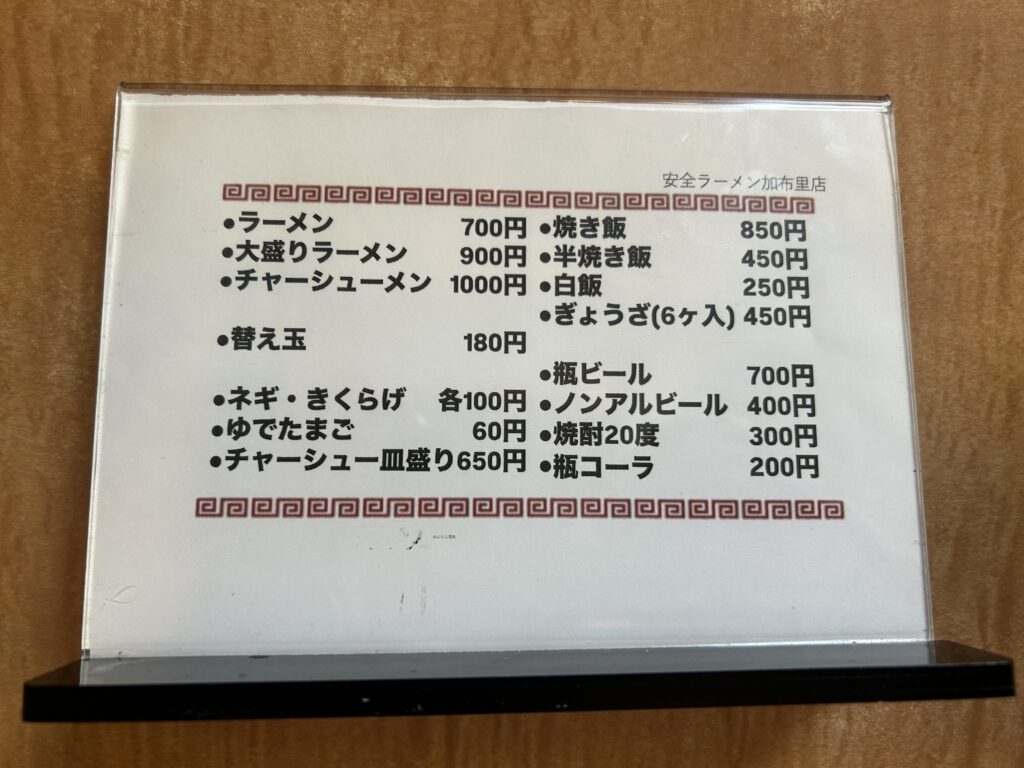 安全ラーメン加布里店
●ラーメン 700円
●大盛りラーメン 900円
●チャーシューメン 1000円
●替え玉 180円
●ネギ・きくらげ 各100円
●ゆでたまご 60円
●チャーシュー皿盛り650円
●焼き飯 850円
●半焼き飯 450円
●白飯 250円
●ぎょうざ(6ヶ入) 450円
●瓶ビール 700円
●ノンアルビール 400円
●焼酎20度 300円
●瓶コーラ 200円